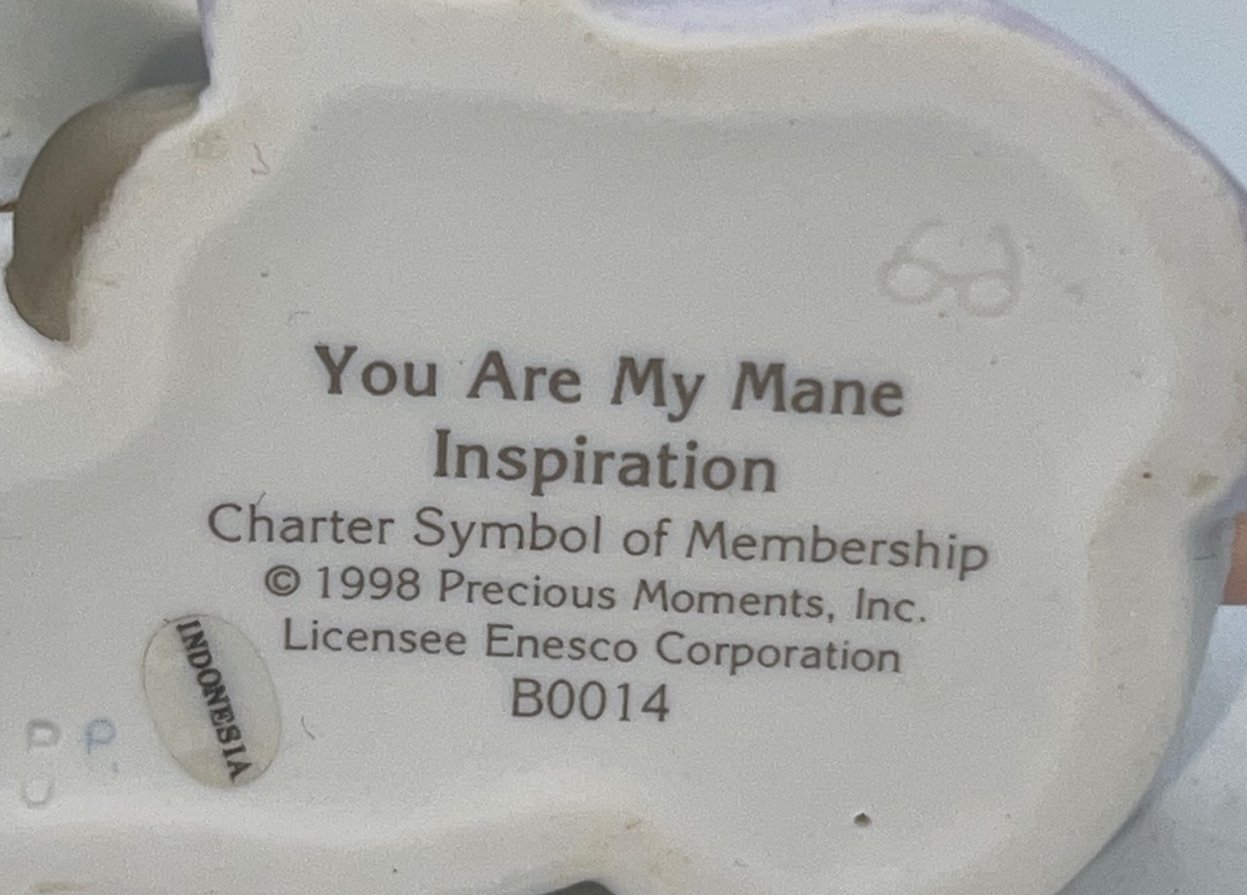 You Are My Mane
Inspiration
Charter Symbol of Membership
© 1998 Precious Moments, Inc.
Licensee Enesco Corporation
B0014
INDONESIA